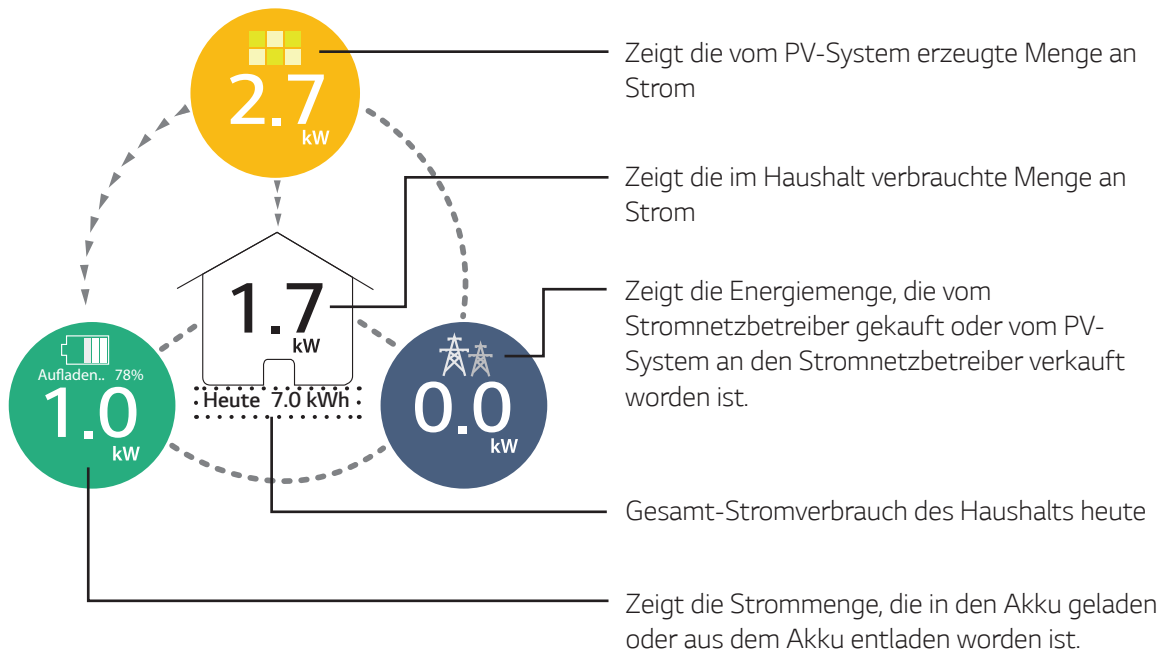 2.7
kW
Zeigt die vom PV-System erzeugte Menge an
Strom
Zeigt die im Haushalt verbrauchte Menge an
Strom
1.7
kW
Zeigt die Energiemenge, die vom
Stromnetzbetreiber gekauft oder vom PV-
System an den Stromnetzbetreiber verkauft
worden ist.
Aufladen.. 78%
1.0
kW
Heute 7.0 kWh
0.0
kW
Gesamt-Stromverbrauch des Haushalts heute
Zeigt die Strommenge, die in den Akku geladen
oder aus dem Akku entladen worden ist.